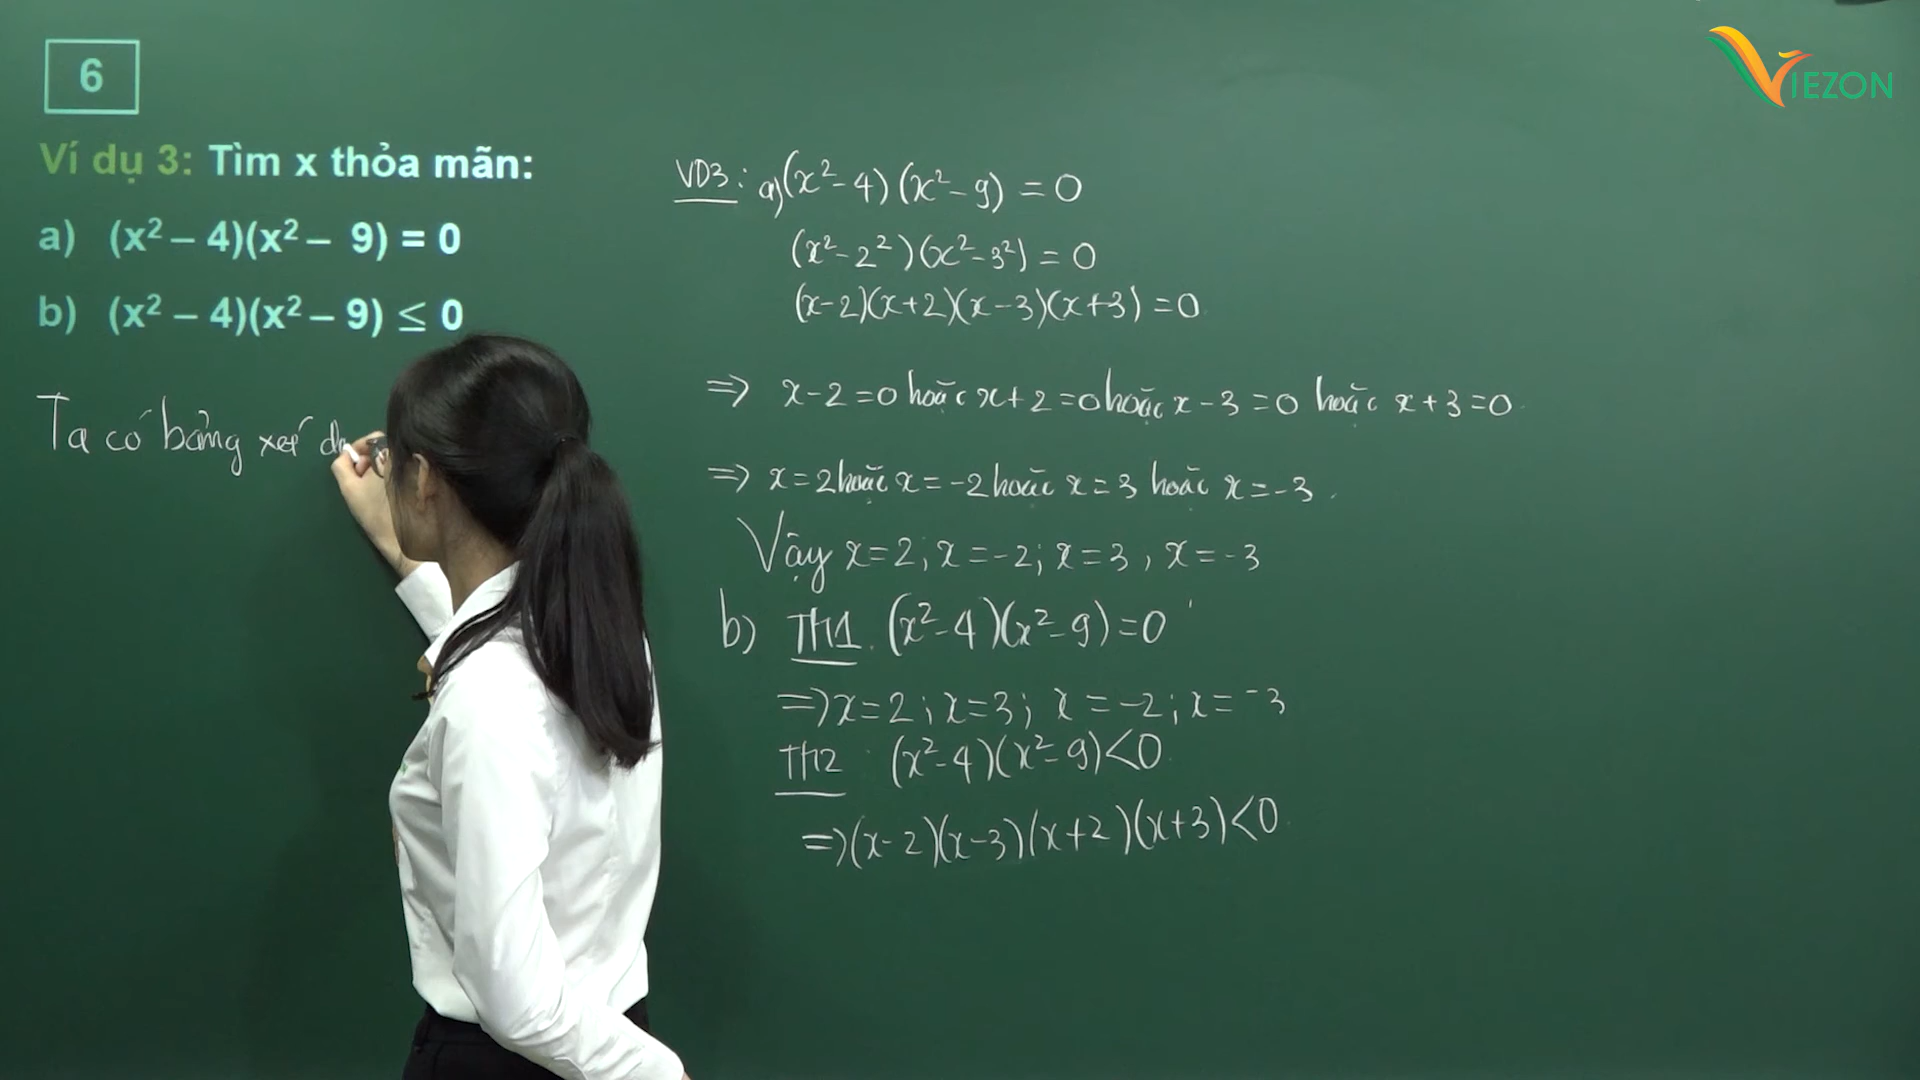 6
VIEZON
Ví dụ 3: Tìm x thỏa mãn:
a) (x² – 4)(x² – 9) = 0
b) (x² – 4)(x² – 9) ≤ 0
Ta có bảng xét
VD3: a) (x² - 4)(x² - 9) = 0
(x² - 2²)(x² - 3²) = 0
(x-2)(x+2)(x-3)(x+3) = 0
=> x-2=0 hoặc x+2=0 hoặc x-3=0 hoặc x+3=0
=> x=2 hoặc x=-2 hoặc x=3 hoặc x=-3.
Vậy x=2; x=-2; x=3, x=-3
b) TH1. (x²-4)(x²-9)=0
=> x=2; x=3; x=-2; x=-3
TH2 (x²-4)(x²-9)<0
=> (x-2)(x-3)(x+2)(x+3)<0